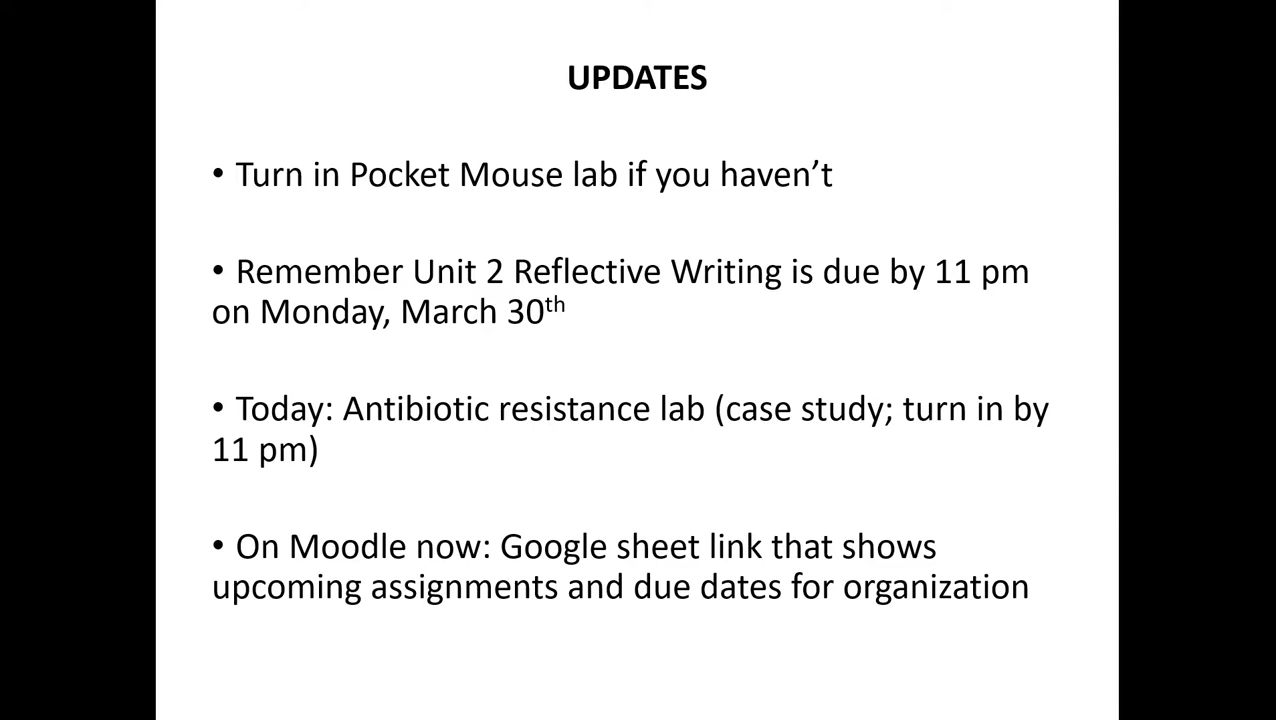 UPDATES
• Turn in Pocket Mouse lab if you haven’t
• Remember Unit 2 Reflective Writing is due by 11 pm
on Monday, March 30th
• Today: Antibiotic resistance lab (case study; turn in by
11 pm)
• On Moodle now: Google sheet link that shows
upcoming assignments and due dates for organization